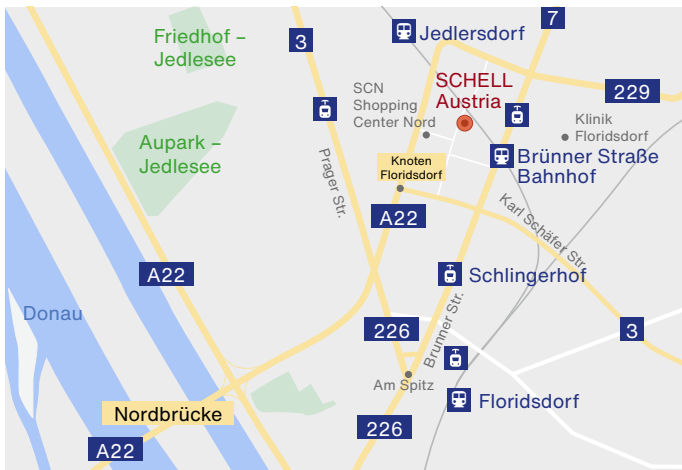 7
Friedhof –
Jedlesee
3
Jedlersdorf
SCHELL
Austria
229
SCN
Shopping
Center Nord
Klinik
Floridsdorf
Aupark –
Jedlesee
Prager Str.
Knoten
Floridsdorf
Brünner Straße
Bahnhof
A22
Karl Schäfer Str.
A22
Schlingerhof
Donau
226
Brunner Str.
3
Am Spitz
Nordbrücke
Floridsdorf
226
A22